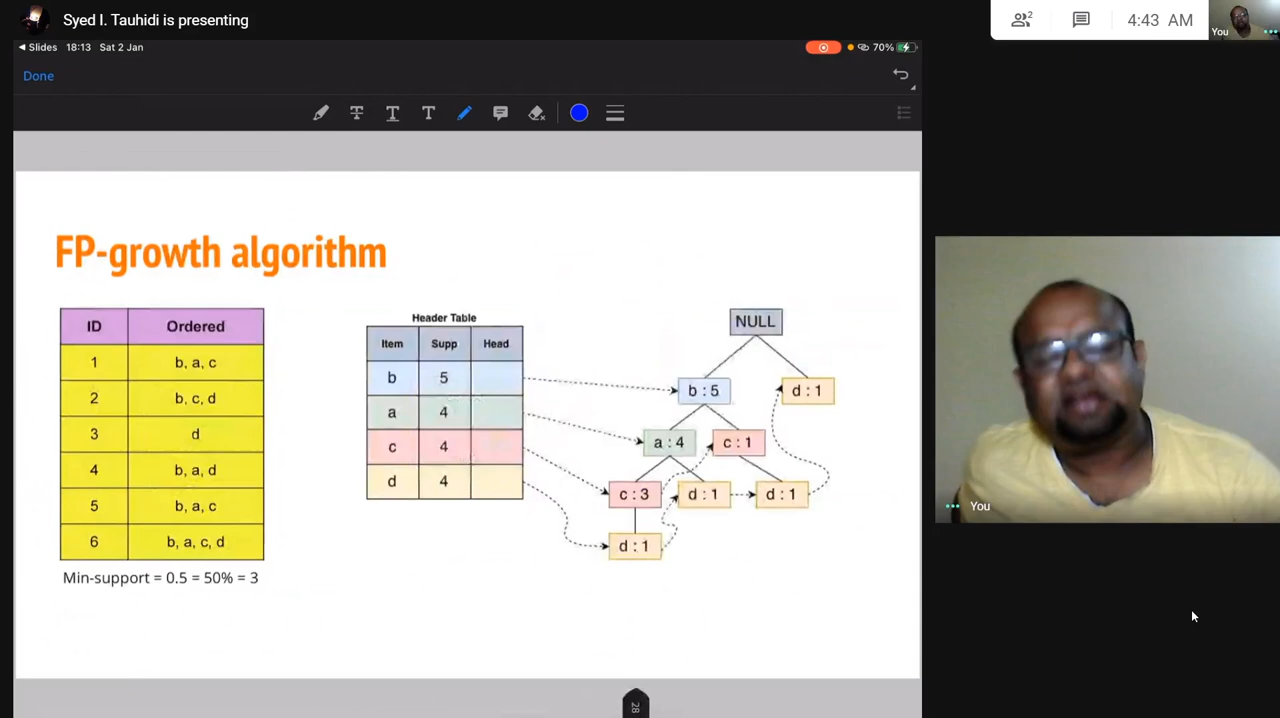 Syed I. Tauhidi is presenting
2
4:43 AM
You
Slides 18:13 Sat 2 Jan
70%
Done
T T T
FP-growth algorithm
ID Ordered
1 b, a, c
2 b, c, d
3 d
4 b, a, d
5 b, a, c
6 b, a, c, d
Min-support = 0.5 = 50% = 3
Header Table
Item Supp Head
b 5
a 4
c 4
d 4
NULL
b : 5 d : 1
a : 4 c : 1
c : 3 d : 1 d : 1
d : 1
You
28